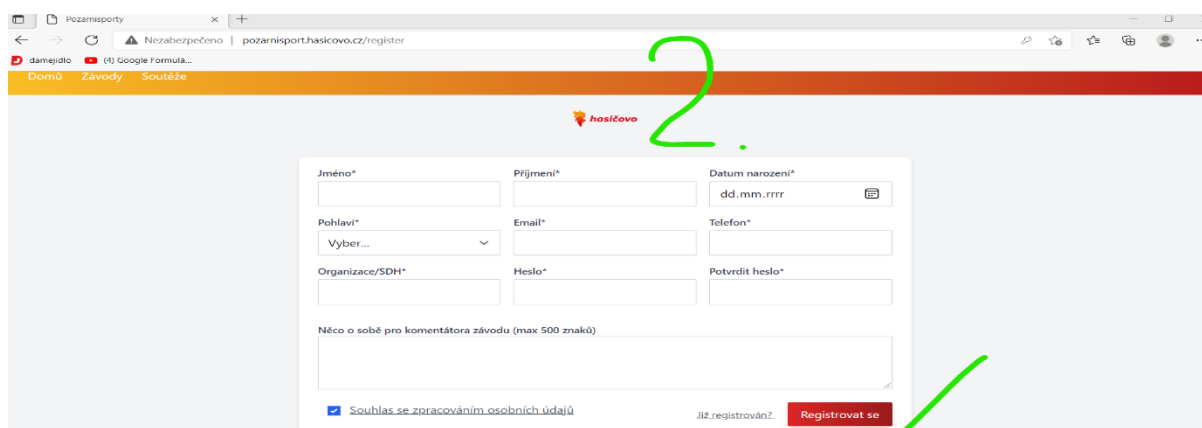 Pozarnisporty
Nezabezpečeno | pozarnisport.hasicovo.cz/register
damejidlo (4) Google Formulá...
Domů Závody Soutěže
2.
hasičovo
Jméno* Příjmení* Datum narození*
dd.mm.rrrr
Pohlaví* Email* Telefon*
Vyber...
Organizace/SDH* Heslo* Potvrdit heslo*
Něco o sobě pro komentátora závodu (max 500 znaků)
Souhlas se zpracováním osobních údajů Již registrován? Registrovat se